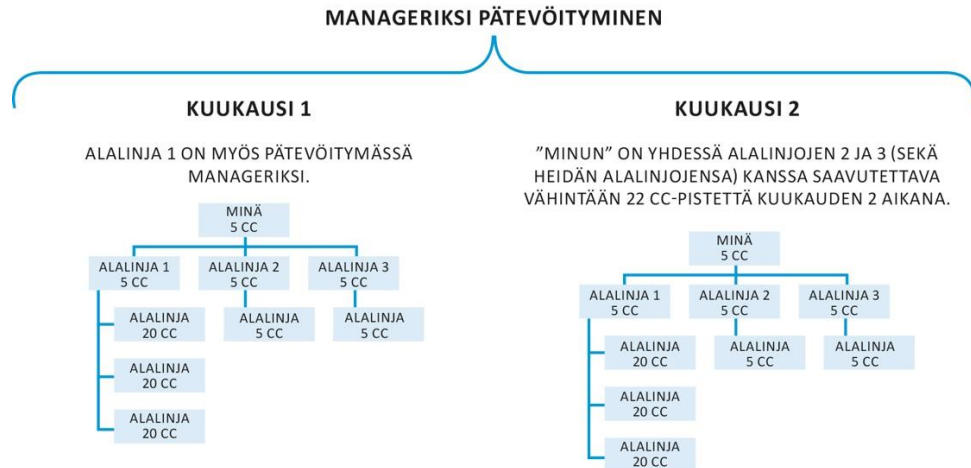 MANAGERIKSI PÄTEVÖITYMINEN
KUUKAUSI 1
ALALINJA 1 ON MYÖS PÄTEVÖITYMÄSSÄ
MANAGERIKSI.
MINÄ
5 CC
ALALINJA 1
5 CC
ALALINJA 2
5 CC
ALALINJA 3
5 CC
ALALINJA
20 CC
ALALINJA
5 CC
ALALINJA
5 CC
ALALINJA
20 CC
ALALINJA
20 CC
KUUKAUSI 2
”MINUN” ON YHDESSÄ ALALINJOJEN 2 JA 3 (SEKÄ
HEIDÄN ALALINJOJENSA) KANSSA SAAVUTETTAVA
VÄHINTÄÄN 22 CC-PISTETTÄ KUUKAUDEN 2 AIKANA.
MINÄ
5 CC
ALALINJA 1
5 CC
ALALINJA 2
5 CC
ALALINJA 3
5 CC
ALALINJA
20 CC
ALALINJA
5 CC
ALALINJA
5 CC
ALALINJA
20 CC
ALALINJA
20 CC